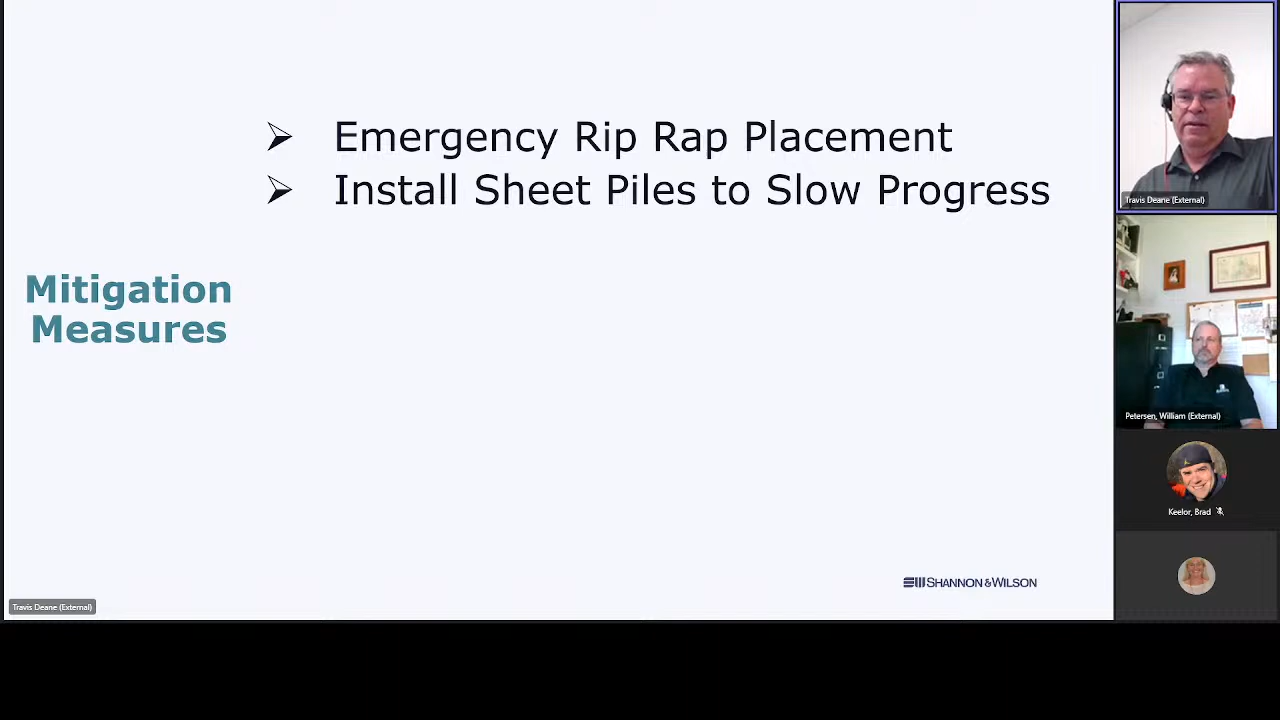 ➢ Emergency Rip Rap Placement
➢ Install Sheet Piles to Slow Progress
Mitigation
Measures
SHANNON & WILSON
Travis Deane (External)
Travis Deane (External)
Petersen, William (External)
Keelor, Brad